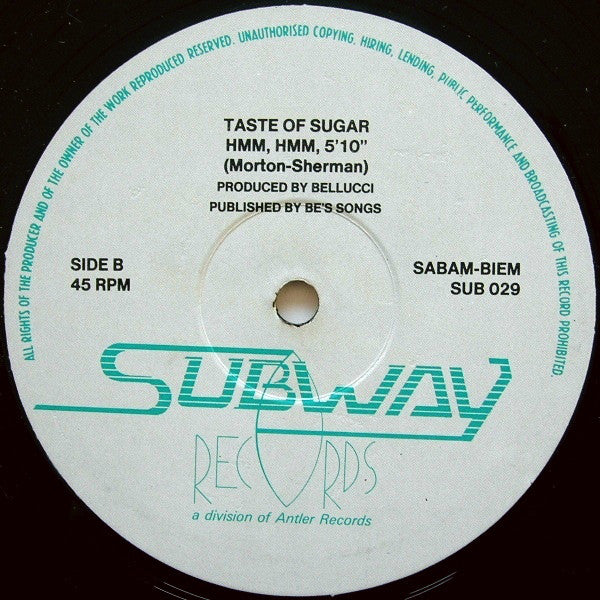 ALL RIGHTS OF THE PRODUCER AND OF THE OWNER OF THE WORK REPRODUCED RESERVED. UNAUTHORISED COPYING, HIRING, LENDING, PUBLIC PERFORMANCE AND BROADCASTING OF THIS RECORD PROHIBITED.
TASTE OF SUGAR
HMM, HMM, 5'10"
(Morton-Sherman)
PRODUCED BY BELLUCCI
PUBLISHED BY BE'S SONGS
SIDE B
45 RPM
SABAM-BIEM
SUB 029
SUBWAY
RECORDS
a division of Antler Records